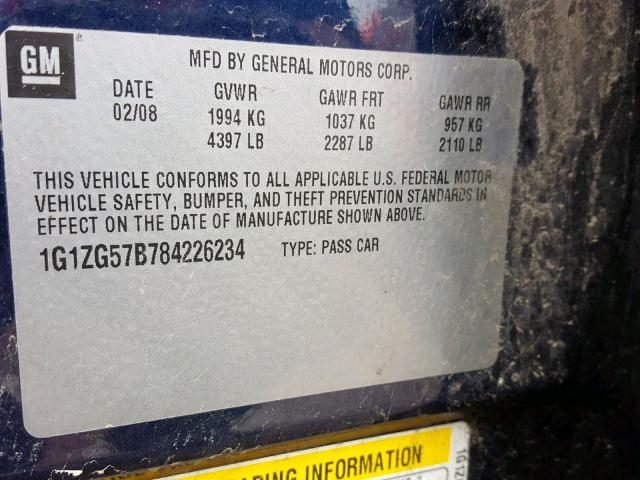 GM
MFD BY GENERAL MOTORS CORP.
DATE GVWR GAWR FRT GAWR RR
02/08 1994 KG 1037 KG 957 KG
4397 LB 2287 LB 2110 LB
THIS VEHICLE CONFORMS TO ALL APPLICABLE U.S. FEDERAL MOTOR
VEHICLE SAFETY, BUMPER, AND THEFT PREVENTION STANDARDS IN
EFFECT ON THE DATE OF MANUFACTURE SHOWN ABOVE.
1G1ZG57B784226234 TYPE: PASS CAR
INFORMATION